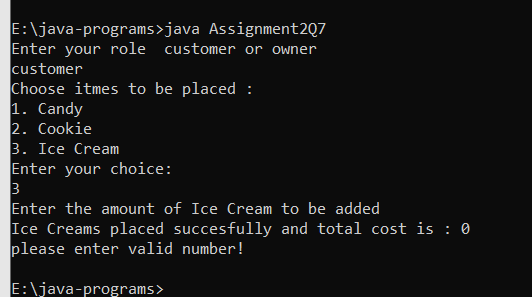 E:\java-programs>java Assignment2Q7
Enter your role  customer or owner
customer
Choose itmes to be placed :
1. Candy
2. Cookie
3. Ice Cream
Enter your choice:
3
Enter the amount of Ice Cream to be added
Ice Creams placed succesfully and total cost is : 0
please enter valid number!
E:\java-programs>